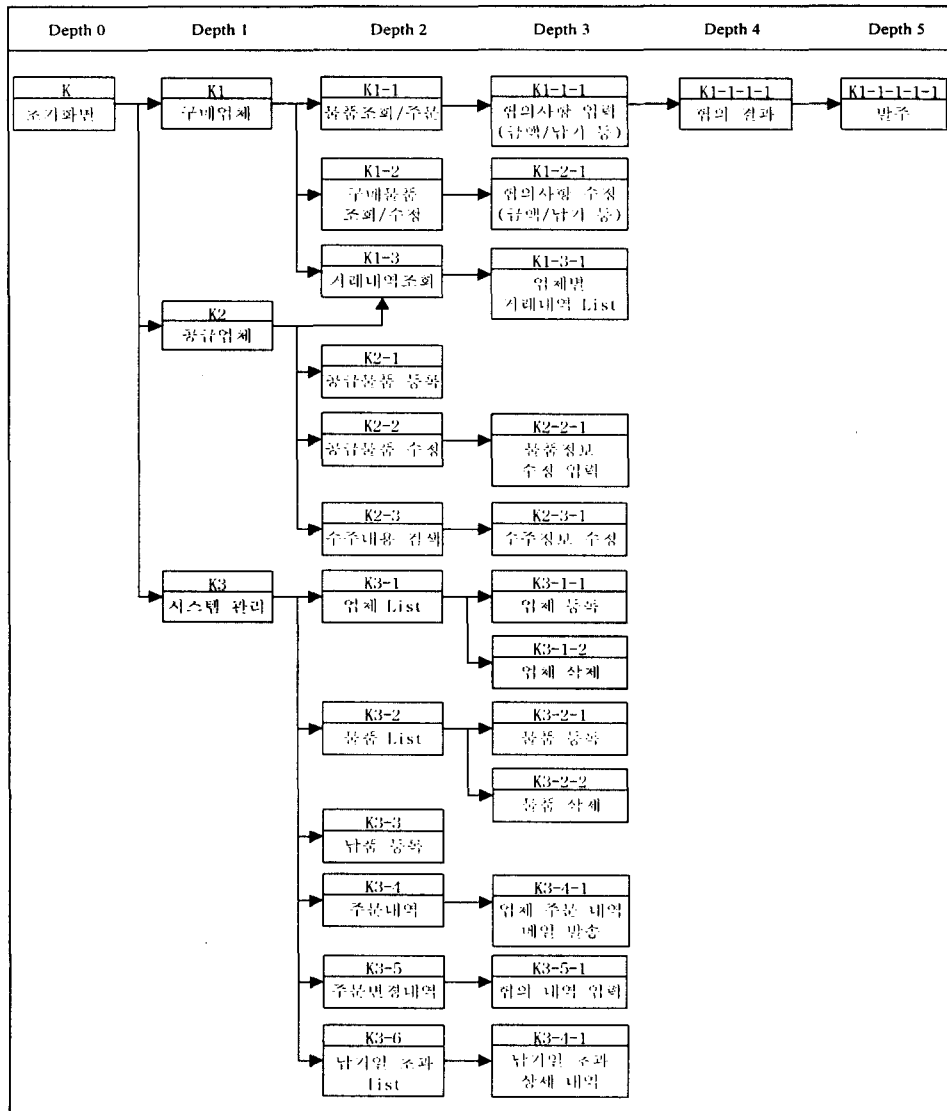 Depth 0 Depth 1 Depth 2 Depth 3 Depth 4 Depth 5
K
초기화면
K1
구매업체
K1-1
물품조회/주문
K1-1-1
협의사항 입력
(금액/납기 등)
K1-1-1-1
협의 결과
K1-1-1-1-1
발주
K1-2
구매물품
조회/수정
K1-2-1
협의사항 수정
(금액/납기 등)
K1-3
거래내역조회
K1-3-1
업체별
거래내역 List
K2
공급업체
K2-1
공급물품 등록
K2-2
공급물품 수정
K2-2-1
물품정보
수정 입력
K2-3
수주내용 검색
K2-3-1
수주정보 수정
K3
시스템 관리
K3-1
업체 List
K3-1-1
업체 등록
K3-1-2
업체 삭제
K3-2
물품 List
K3-2-1
물품 등록
K3-2-2
물품 삭제
K3-3
납품 등록
K3-4
주문내역
K3-4-1
업체 주문 내역
메일 발송
K3-5
주문변경내역
K3-5-1
협의 내역 입력
K3-6
납기일 초과
list
K3-4-1
납기일 초과
상세 내역